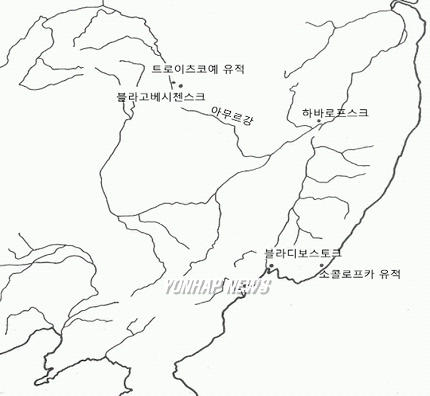 트로이츠코예 유적
블라고베시첸스크
아무르강
하바로프스크
블라디보스토크
소콜로프카 유적
YONHAP NEWS